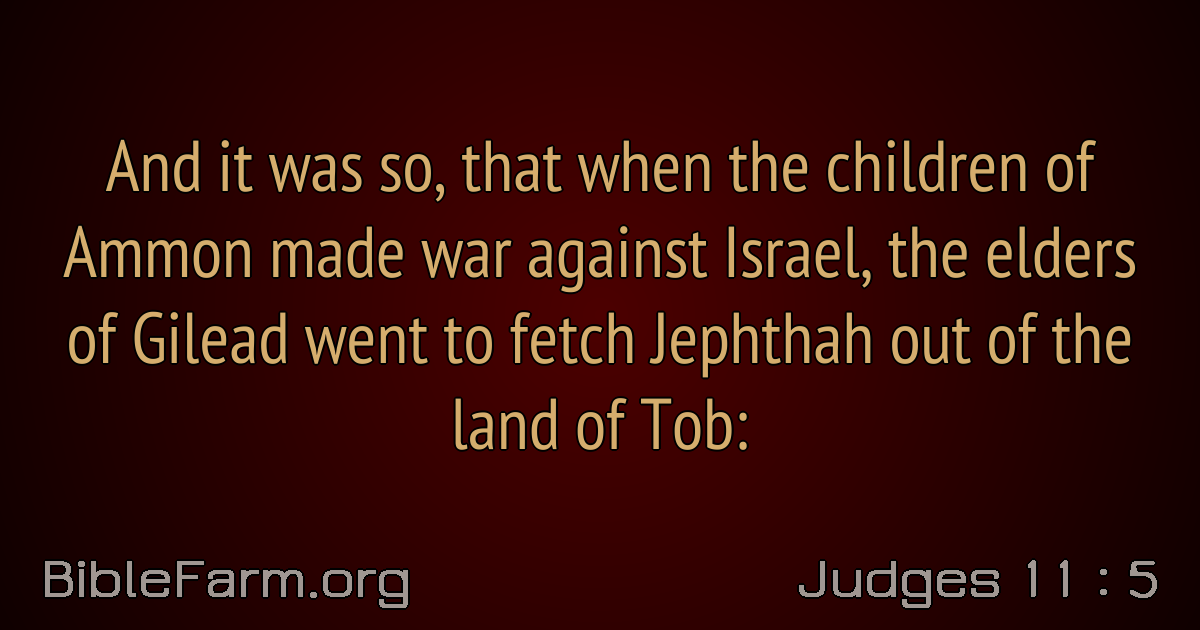 And it was so, that when the children of
Ammon made war against Israel, the elders
of Gilead went to fetch Jephthah out of the
land of Tob:
BibleFarm.org
Judges 11 : 5